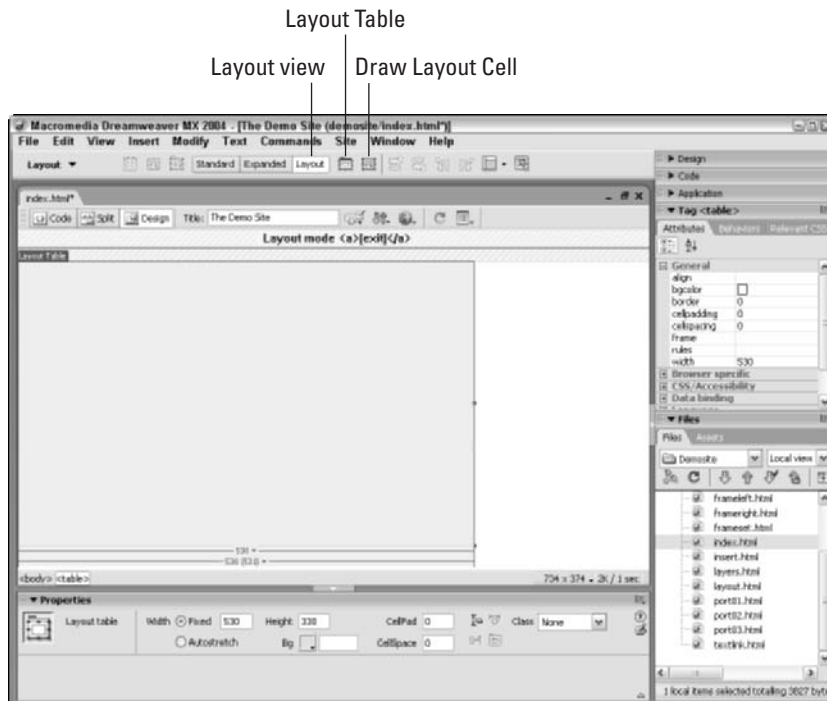 Layout Table
Layout view
Draw Layout Cell
Macromedia Dreamweaver MX 2004 - [The Demo Site (demosite/index.html*)]
File Edit View Insert Modify Text Commands Site Window Help
Layout
Standard Expanded Layout
index.html*
Code Split Design Title: The Demo Site
Layout mode <a>[exit]</a>
Layout Table
530
<body> <table>
734 x 374 2K / 1 sec
Properties
Layout table
Width Fixed 530 Height 330 CellPad 0 Class None
Autostretch Bg CellSpace 0
Design
Code
Application
Tag <table>
Attributes Behaviors Relevant CSS
General
align
bgcolor
border 0
cellpadding 0
cellspacing 0
frame
rules
width 530
Browser specific
CSS/Accessibility
Data binding
Files
Files Assets
Demosite Local view
frameleft.html
frameright.html
frameset.html
index.html
insert.html
layers.html
layout.html
port01.html
port02.html
port03.html
textlink.html
1 local items selected totalling 3827 byte